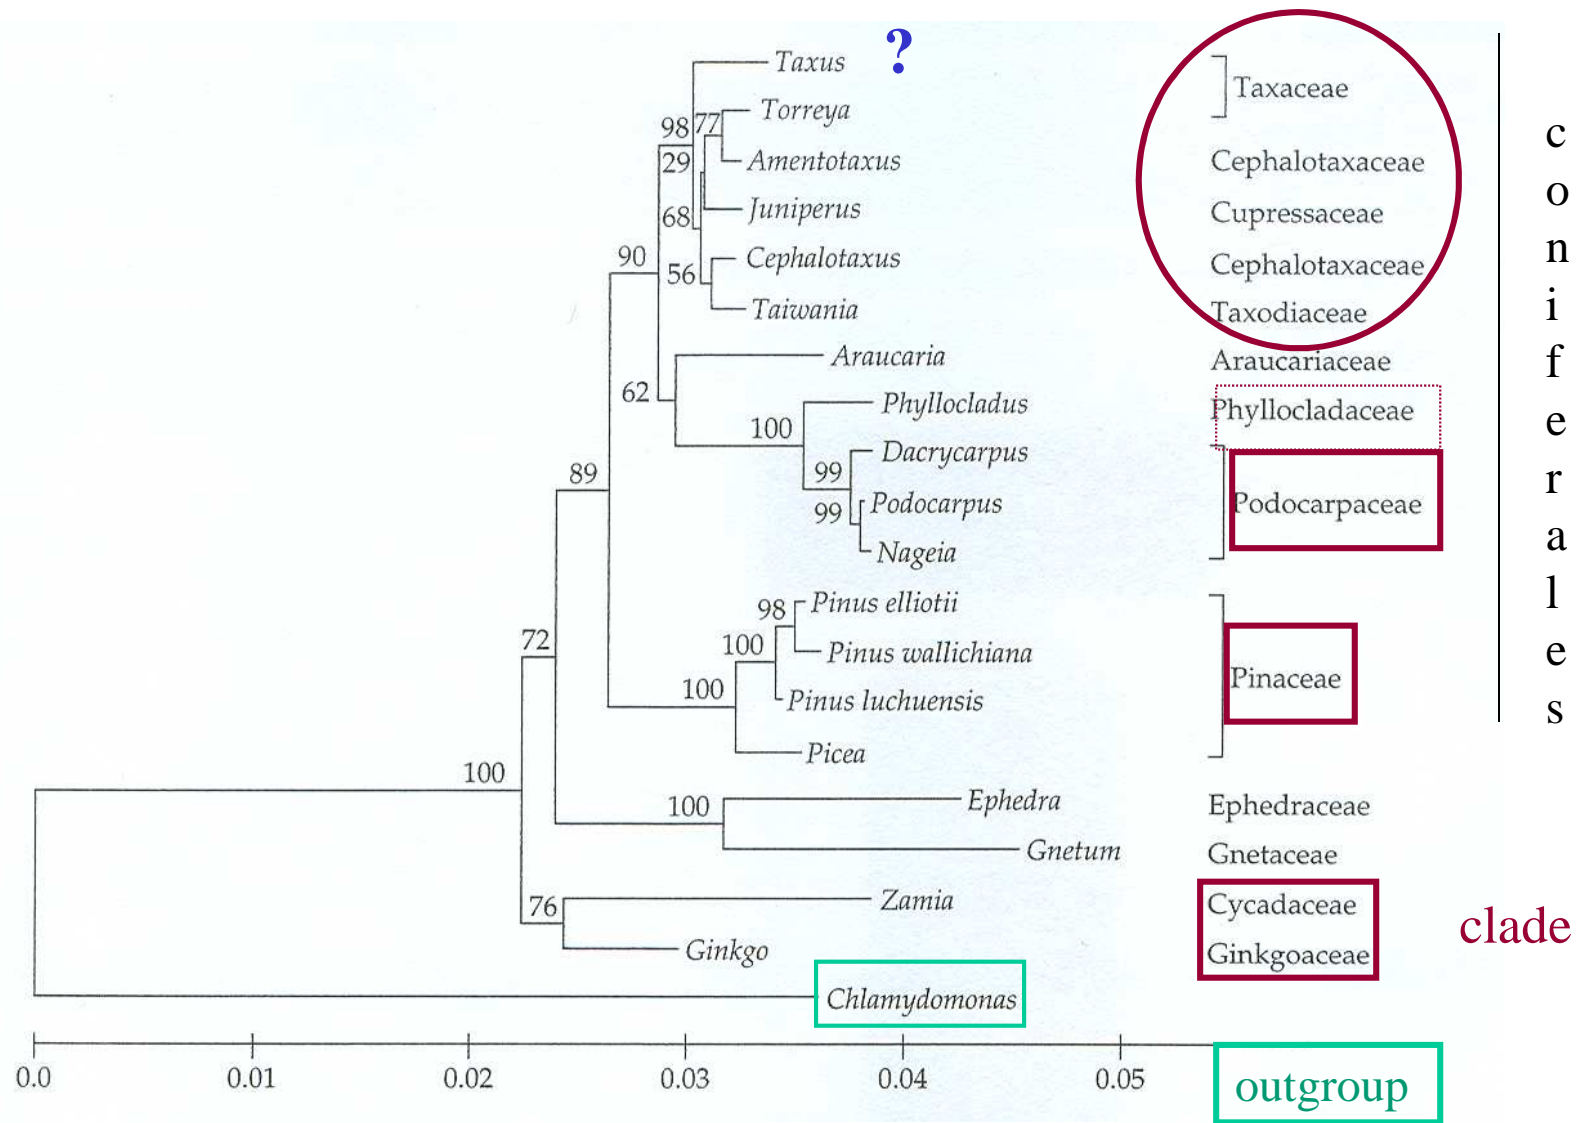 ?
Taxus
Taxaceae
Torreya
98
77
29
Amentotaxus
Cephalotaxaceae
68
Juniperus
Cupressaceae
90
56
Cephalotaxus
Cephalotaxaceae
Taiwania
Taxodiaceae
Araucaria
Araucariaceae
62
Phyllocladus
Phyllocladaceae
100
Dacrycarpus
99
99
Podocarpus
Podocarpaceae
Nageia
89
Pinus elliotii
98
Pinus wallichiana
100
72
Pinaceae
100
Pinus luchuensis
Picea
100
100
Ephedra
Ephedraceae
Gnetum
Gnetaceae
76
Zamia
Cycadaceae
clade
Ginkgo
Ginkgoaceae
Chlamydomonas
0.0 0.01 0.02 0.03 0.04 0.05
outgroup
c
o
n
i
f
e
r
a
l
e
s